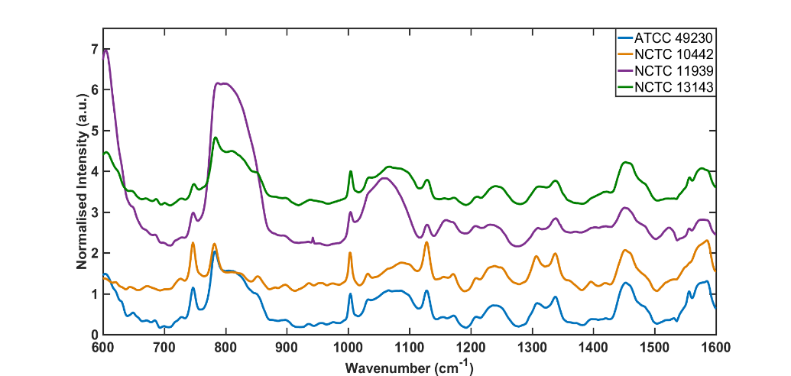 ATCC 49230
NCTC 10442
NCTC 11939
NCTC 13143
7
6
5
4
3
2
1
0
Normalised Intensity (a.u.)
600 700 800 900 1000 1100 1200 1300 1400 1500 1600
Wavenumber (cm-1)